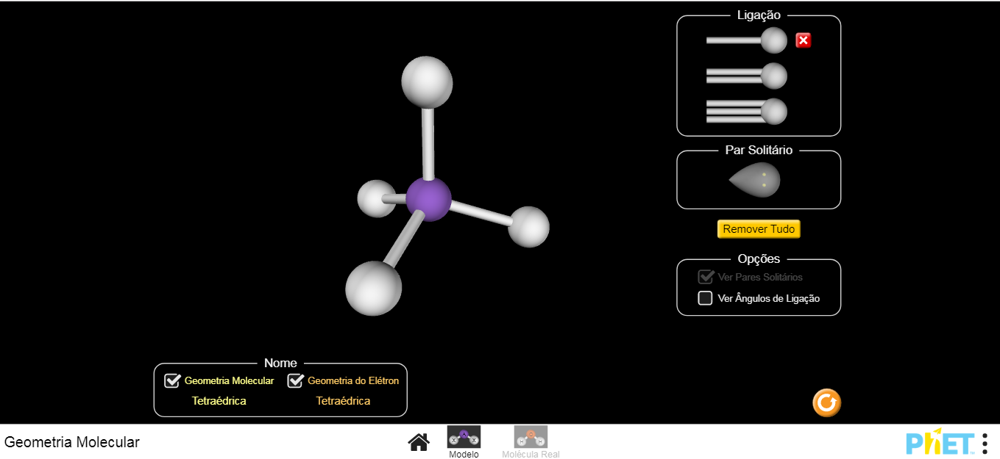 Ligação
Par Solitário
Remover Tudo
Opções
Ver Pares Solitários
Ver Ângulos de Ligação
Nome
Geometria Molecular
Geometria do Elétron
Tetraédrica
Tetraédrica
Geometria Molecular
Modelo
Molécula Real
PhET